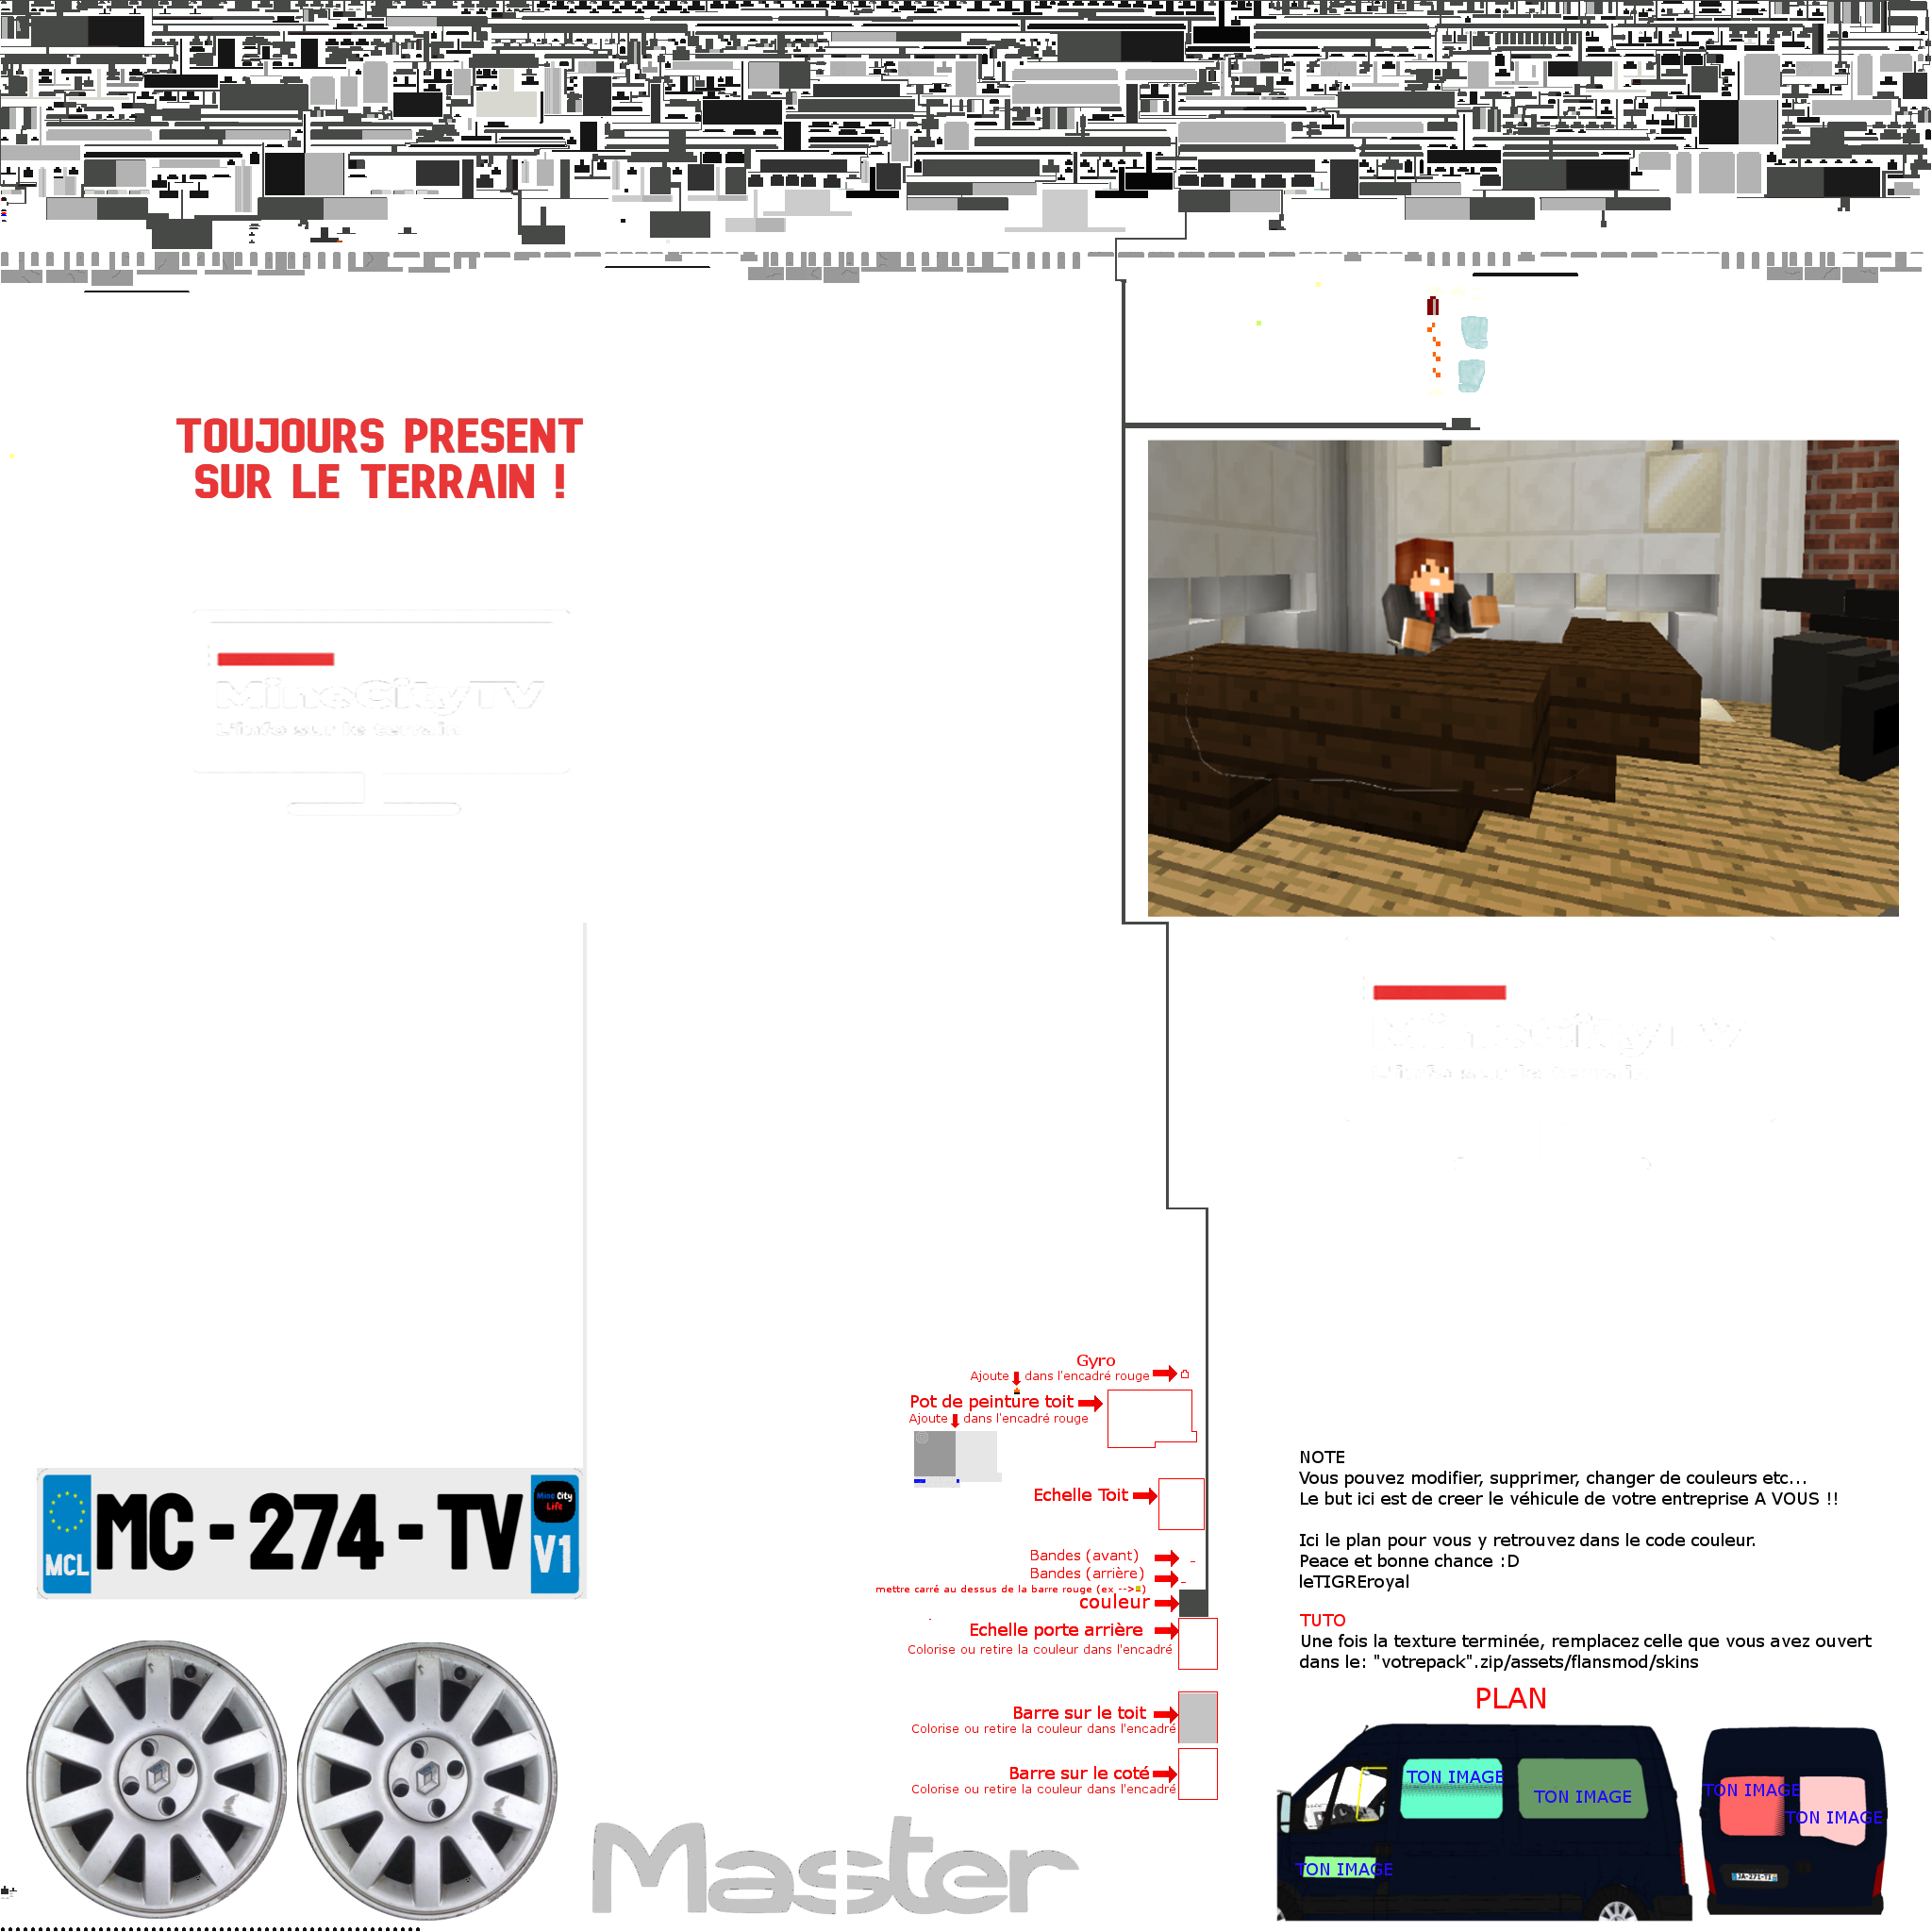 TOUJOURS PRESENT
SUR LE TERRAIN !
MineCityTV
L'info sur le terrain
MineCityTV
L'info sur le terrain
Gyro
Ajoute dans l'encadré rouge
Pot de peinture toit
Ajoute dans l'encadré rouge
Echelle Toit
Bandes (avant)
Bandes (arrière)
mettre carré au dessus de la barre rouge (ex -->)
couleur
Echelle porte arrière
Colorise ou retire la couleur dans l'encadré
Barre sur le toit
Colorise ou retire la couleur dans l'encadré
Barre sur le coté
Colorise ou retire la couleur dans l'encadré
NOTE
Vous pouvez modifier, supprimer, changer de couleurs etc...
Le but ici est de creer le véhicule de votre entreprise A VOUS !!
Ici le plan pour vous y retrouvez dans le code couleur.
Peace et bonne chance :D
leTIGREroyal
TUTO
Une fois la texture terminée, remplacez celle que vous avez ouvert
dans le: "votrepack".zip/assets/flansmod/skins
PLAN
TON IMAGE
TON IMAGE
TON IMAGE
TON IMAGE
TON IMAGE
MCL
MC-274-TV
Mine City
Life
V1
Master